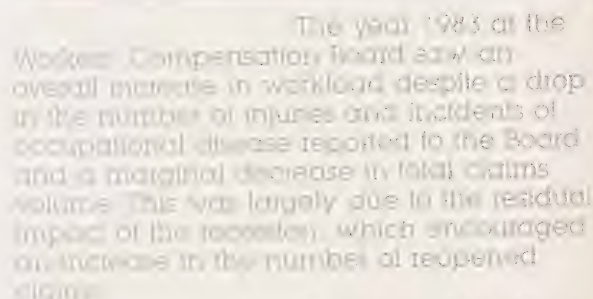 The year 1983 at the
Workers' Compensation Board saw an
overall increase in workload despite a drop
in the number of injuries and incidents of
occupational disease reported to the Board
and a marginal decrease in total claims
volume. This was largely due to the residual
impact of the recession, which encouraged
an increase in the number of reopened
claims.